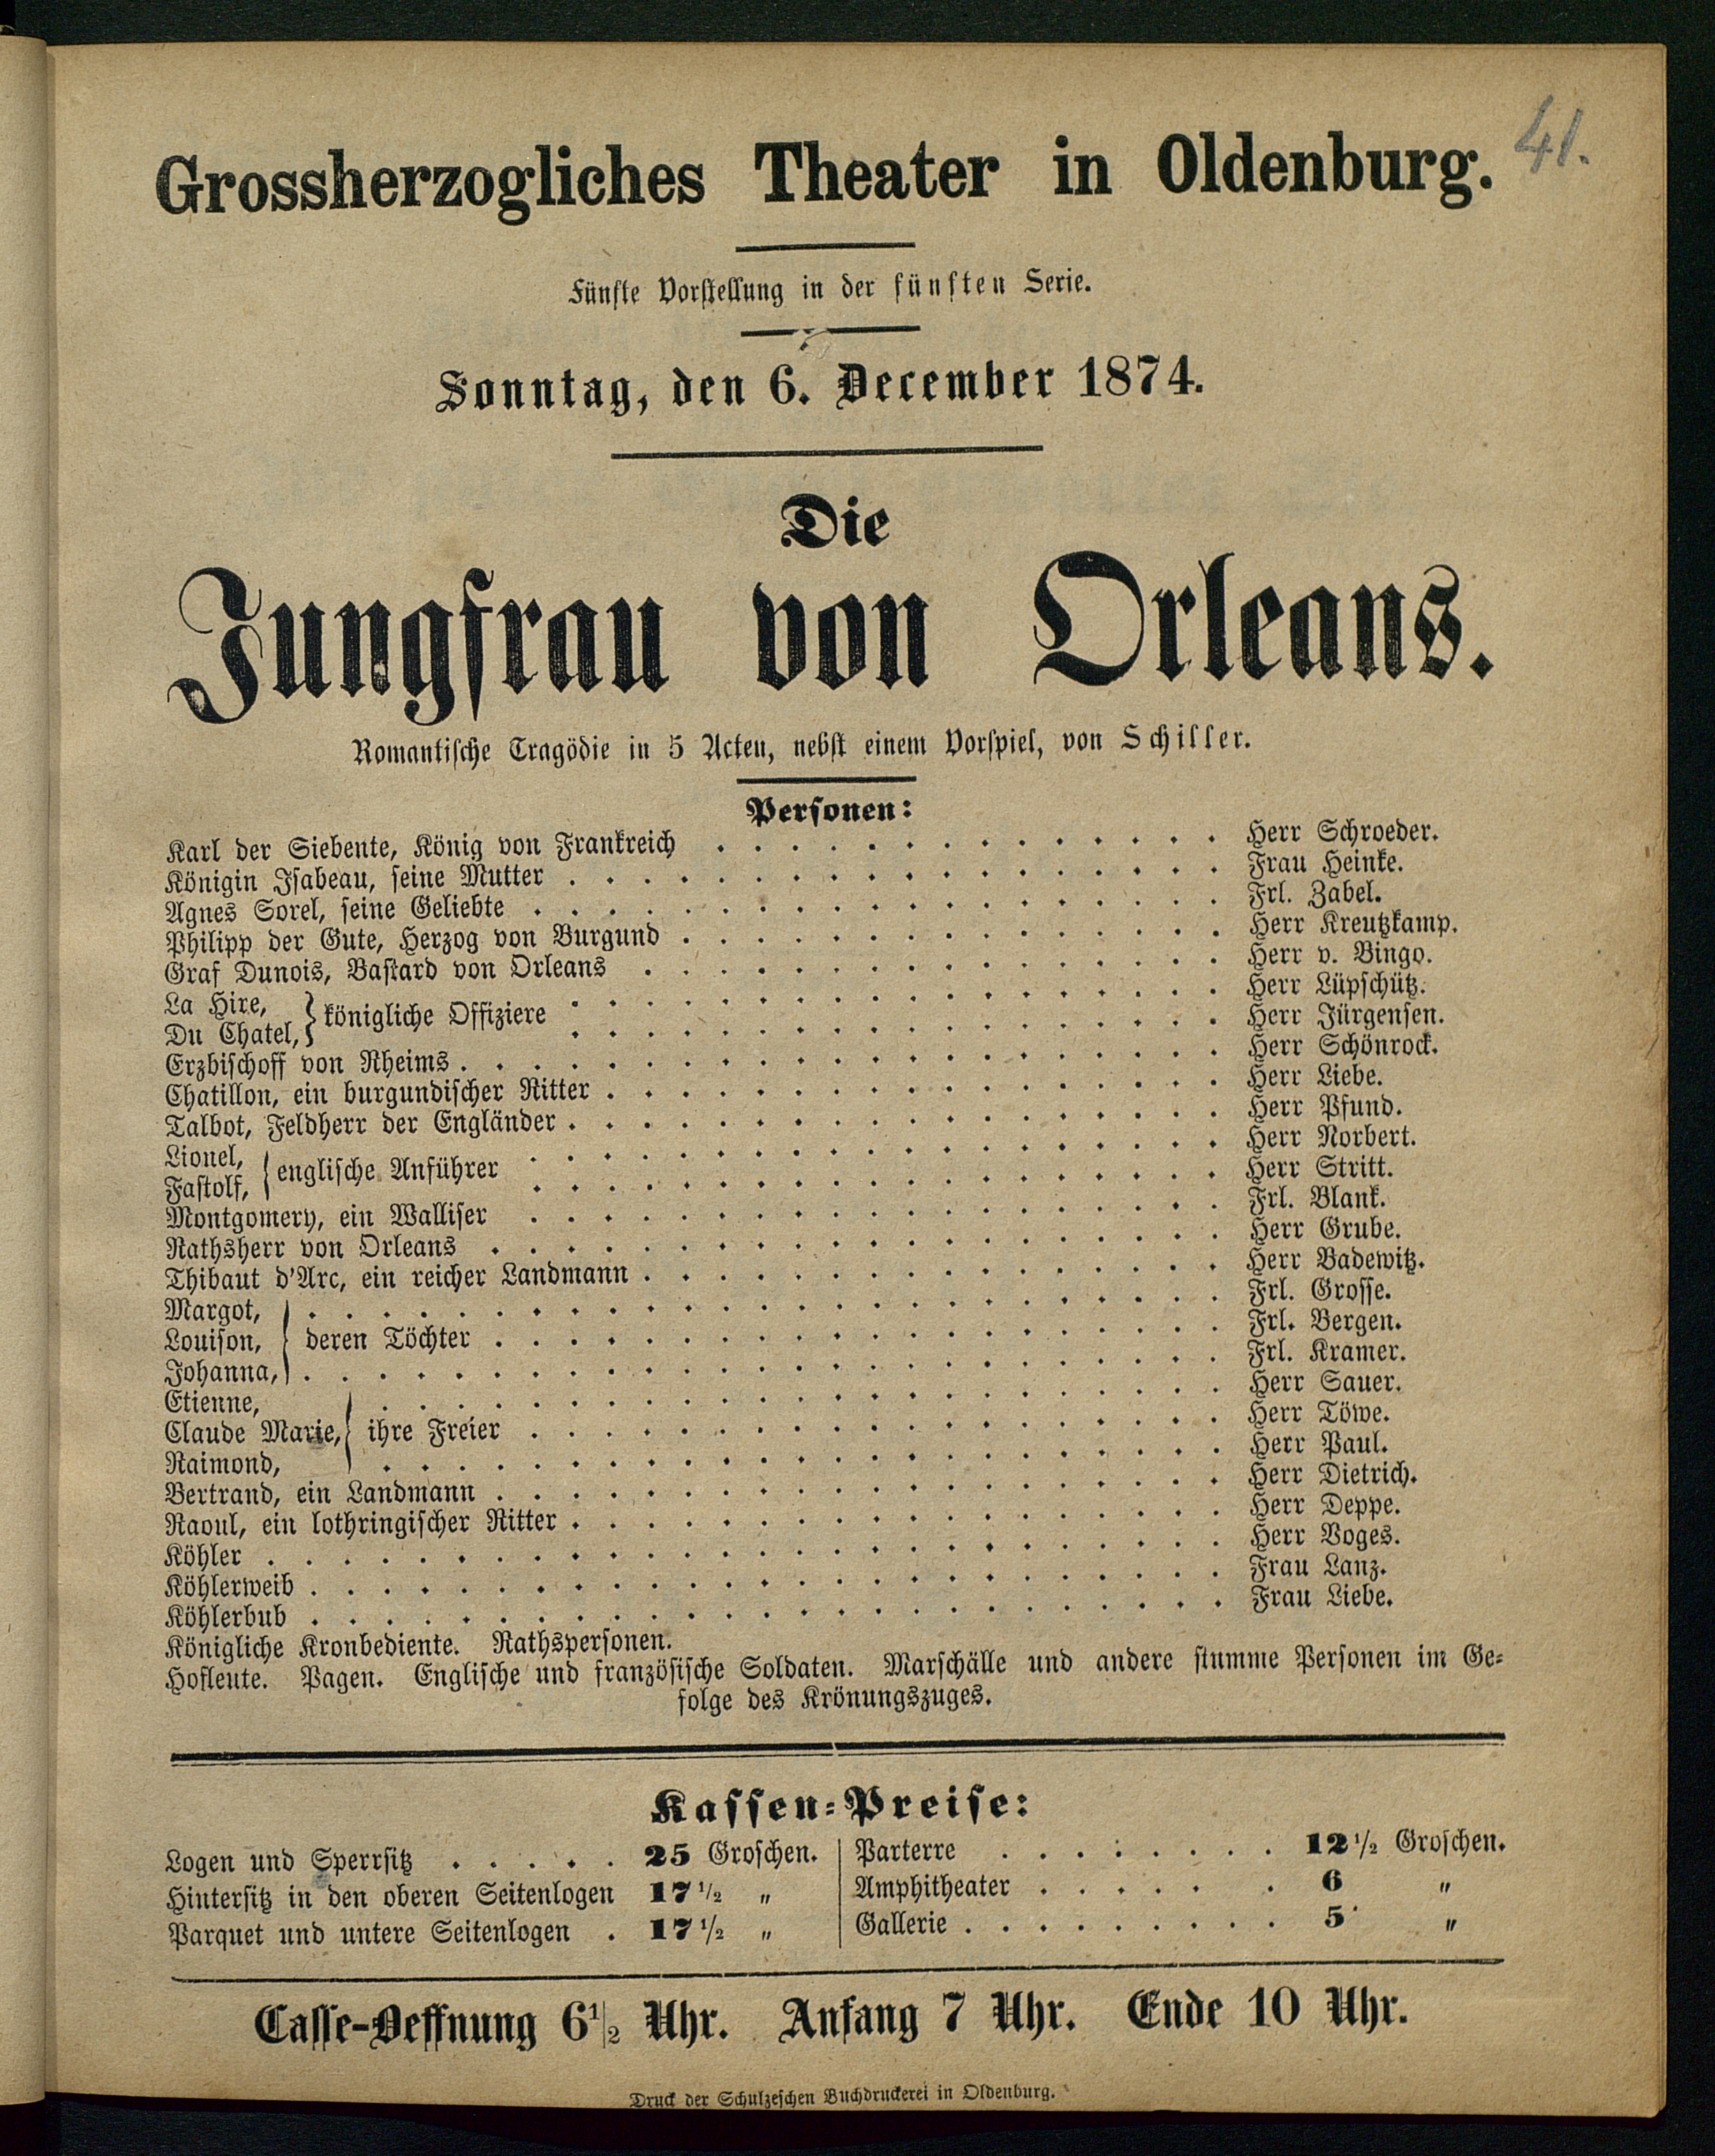 41.
Grossherzogliches Theater in Oldenburg.
Fünfte Vorstellung in der fünften Serie.
Sonntag, den 6. December 1874.
Die
Jungfrau von Orleans.
Romantische Tragödie in 5 Acten, nebst einem Vorspiel, von Schiller.
Personen:
Karl der Siebente, König von Frankreich . . . . . . . . . . . . . . Herr Schroeder.
Königin Isabeau, seine Mutter . . . . . . . . . . . . . . . . . Frau Heinke.
Agnes Sorel, seine Geliebte . . . . . . . . . . . . . . . . . . Frl. Zabel.
Philipp der Gute, Herzog von Burgund . . . . . . . . . . . . . . . Herr Kreutzkamp.
Graf Dunois, Bastard von Orleans . . . . . . . . . . . . . . . Herr v. Bingo.
La Hire, . . . . . . . . . . . . . . . . . Herr Lüpschütz.
königliche Offiziere
Du Chatel, . . . . . . . . . . . . . . . . . Herr Jürgensen.
Erzbischoff von Rheims . . . . . . . . . . . . . . . . . . . . Herr Schönrock.
Chatillon, ein burgundischer Ritter . . . . . . . . . . . . . . . . Herr Liebe.
Talbot, Feldherr der Engländer . . . . . . . . . . . . . . . . . Herr Pfund.
Lionel, . . . . . . . . . . . . . . . . . . Herr Norbert.
englische Anführer
Fastolf, . . . . . . . . . . . . . . . . . . Herr Stritt.
Montgomery, ein Walliser . . . . . . . . . . . . . . . . . . Frl. Blank.
Rathsherr von Orleans . . . . . . . . . . . . . . . . . . . Herr Grube.
Thibaut d'Arc, ein reicher Landmann . . . . . . . . . . . . . . . Herr Badewitz.
Margot, . . . . . . . . . . . . . . . . . . . . . . . . Frl. Grosse.
Louison, deren Töchter . . . . . . . . . . . . . . . . . . . Frl. Bergen.
Johanna, . . . . . . . . . . . . . . . . . . . . . . . . Frl. Kramer.
Etienne, . . . . . . . . . . . . . . . . . . . . . . Herr Sauer.
Claude Marie, ihre Freier . . . . . . . . . . . . . . . . . . Herr Töwe.
Raimond, . . . . . . . . . . . . . . . . . . . . . . Herr Paul.
Bertrand, ein Landmann . . . . . . . . . . . . . . . . . . . Herr Dietrich.
Raoul, ein lothringischer Ritter . . . . . . . . . . . . . . . . . Herr Deppe.
Köhler . . . . . . . . . . . . . . . . . . . . . . . . . Herr Voges.
Köhlerweib . . . . . . . . . . . . . . . . . . . . . . . . Frau Lanz.
Köhlerbub . . . . . . . . . . . . . . . . . . . . . . . . Frau Liebe.
Königliche Kronbediente. Rathspersonen.
Hofleute. Pagen. Englische und französische Soldaten. Marschälle und andere stumme Personen im Ge-
folge des Krönungszuges.
Kassen-Preise:
Logen und Sperrsitz . . . . . 25 Groschen.
Hintersitz in den oberen Seitenlogen 17 1/2 "
Parquet und untere Seitenlogen . 17 1/2 "
Parterre . . . . . . . . 12 1/2 Groschen.
Amphitheater . . . . . . . 6 "
Gallerie . . . . . . . . . 5 "
Casse-Oeffnung 6 1/2 Uhr. Anfang 7 Uhr. Ende 10 Uhr.
Druck der Schulzeschen Buchdruckerei in Oldenburg.